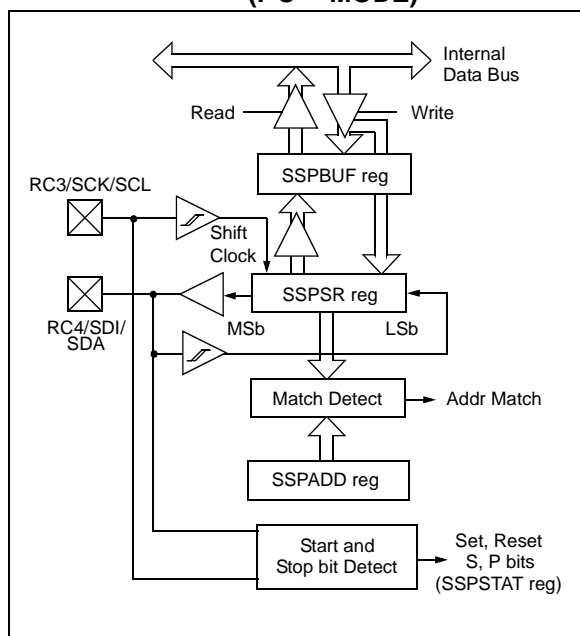 MODE)
Internal
Data Bus
Read
Write
SSPBUF reg
RC3/SCK/SCL
Shift
Clock
SSPSR reg
MSb
LSb
RC4/SDI/
SDA
Match Detect
Addr Match
SSPADD reg
Start and
Stop bit Detect
Set, Reset
S, P bits
(SSPSTAT reg)